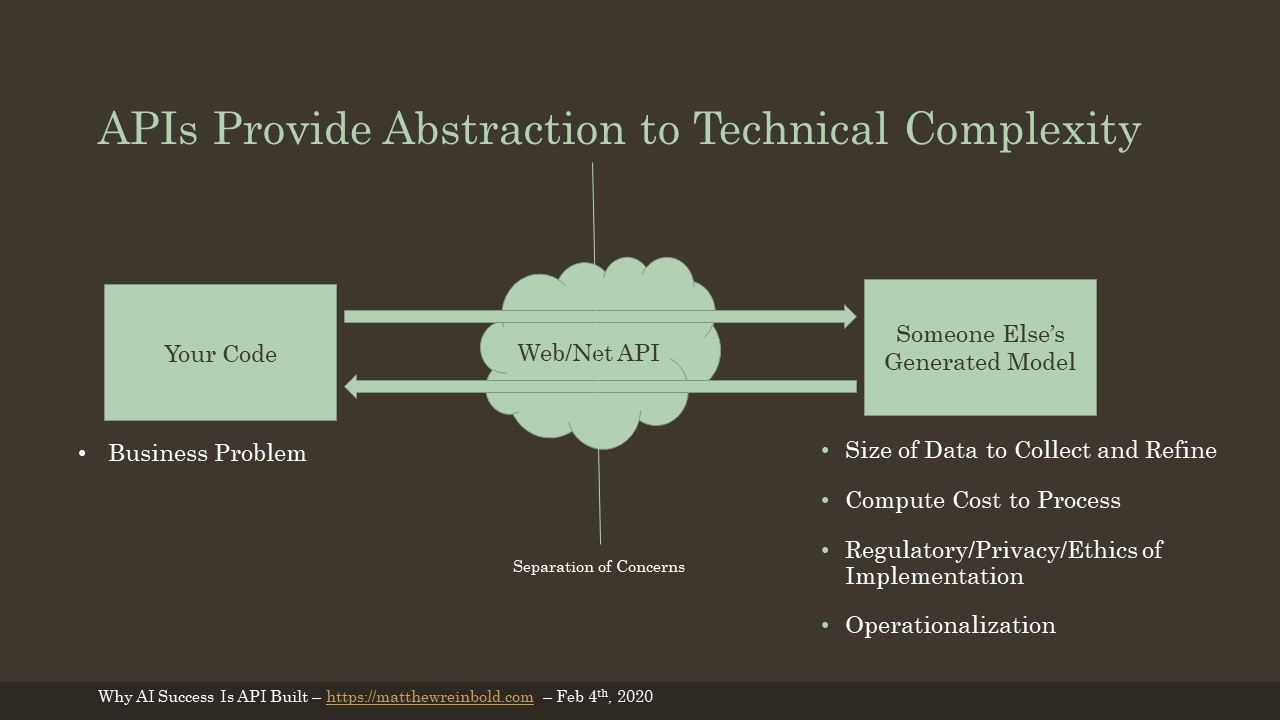 APIs Provide Abstraction to Technical Complexity
Your Code
Web/Net API
Someone Else’s
Generated Model
• Business Problem
• Size of Data to Collect and Refine
• Compute Cost to Process
• Regulatory/Privacy/Ethics of
Implementation
• Operationalization
Separation of Concerns
Why AI Success Is API Built – https://matthewreinbold.com – Feb 4th, 2020